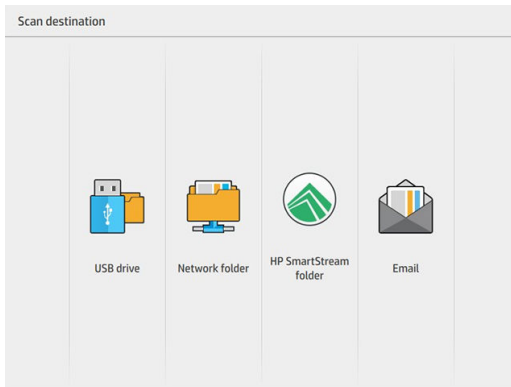 Scan destination
USB drive
Network folder
HP SmartStream
folder
Email